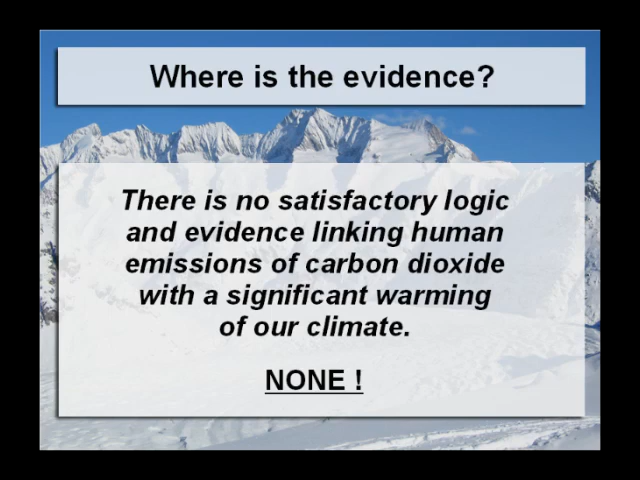 Where is the evidence?
There is no satisfactory logic
and evidence linking human
emissions of carbon dioxide
with a significant warming
of our climate.
NONE !